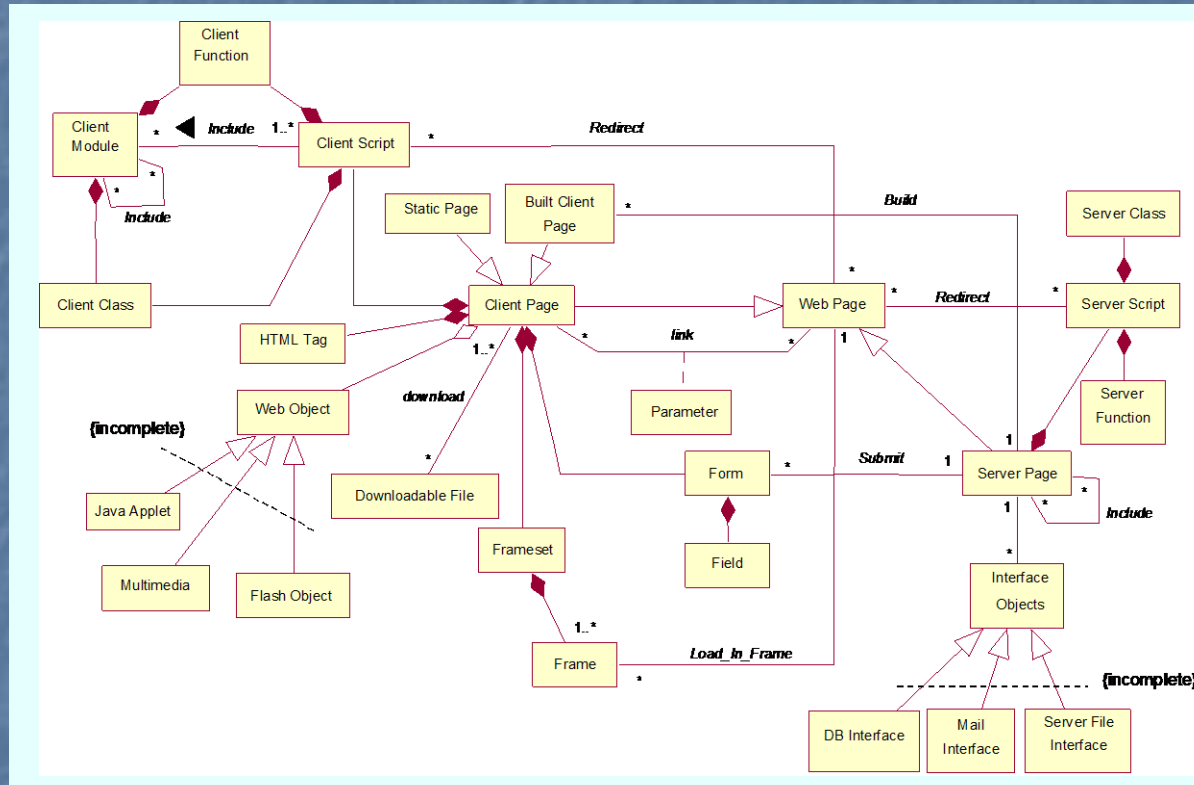 Client
Function
Client
Module
*
Include
1..*
Client Script
*
Redirect
*
*
Include
Static Page
Built Client
Page
*
Build
Server Class
Client Class
Client Page
*
Web Page
*
*
Redirect
*
Server Script
HTML Tag
1..*
*
link
*
1
download
Web Object
Parameter
Server
Function
{incomplete}
*
Form
*
Submit
1
1
Server Page
*
*
Include
1
Downloadable File
Java Applet
Frameset
Field
*
Interface
Objects
Multimedia
Flash Object
1..*
Frame
*
Load_In_Frame
{incomplete}
DB Interface
Mail
Interface
Server File
Interface